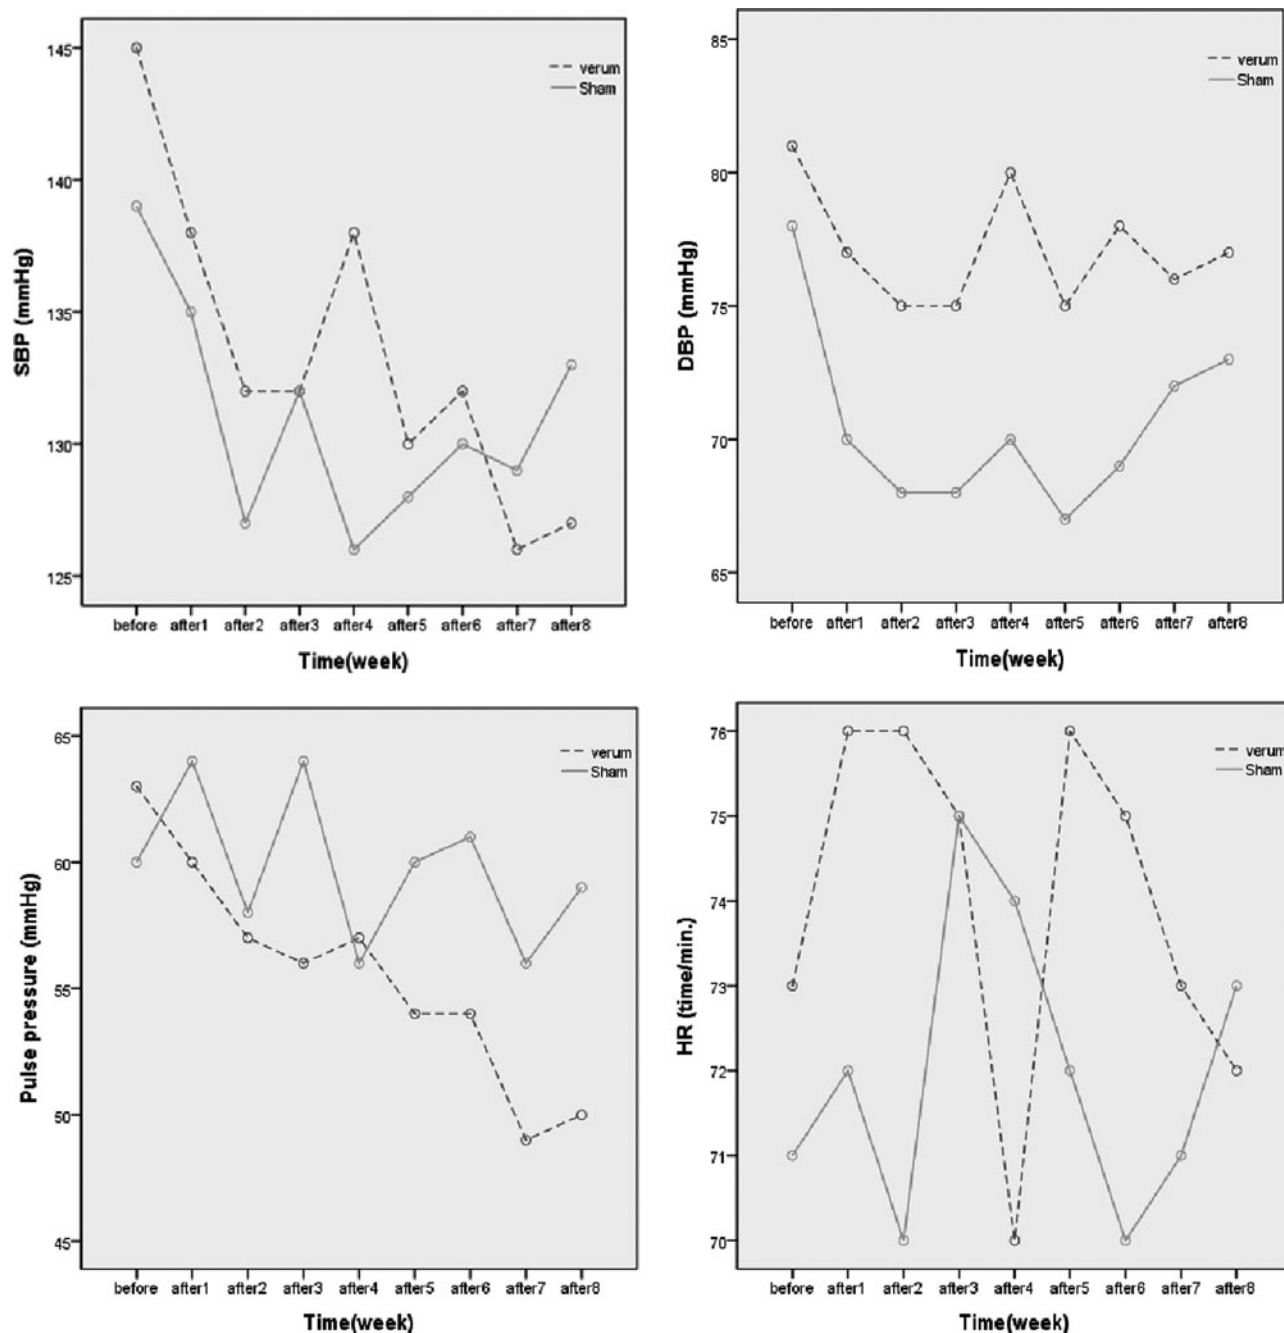 SBP (mmHg)
145
140
135
130
125
verum
Sham
before after1 after2 after3 after4 after5 after6 after7 after8
Time(week)
DBP (mmHg)
85
80
75
70
65
verum
Sham
before after1 after2 after3 after4 after5 after6 after7 after8
Time(week)
Pulse pressure (mmHg)
65
60
55
50
45
verum
Sham
before after1 after2 after3 after4 after5 after6 after7 after8
Time(week)
HR (time/min.)
76
75
74
73
72
71
70
verum
Sham
before after1 after2 after3 after4 after5 after6 after7 after8
Time(week)